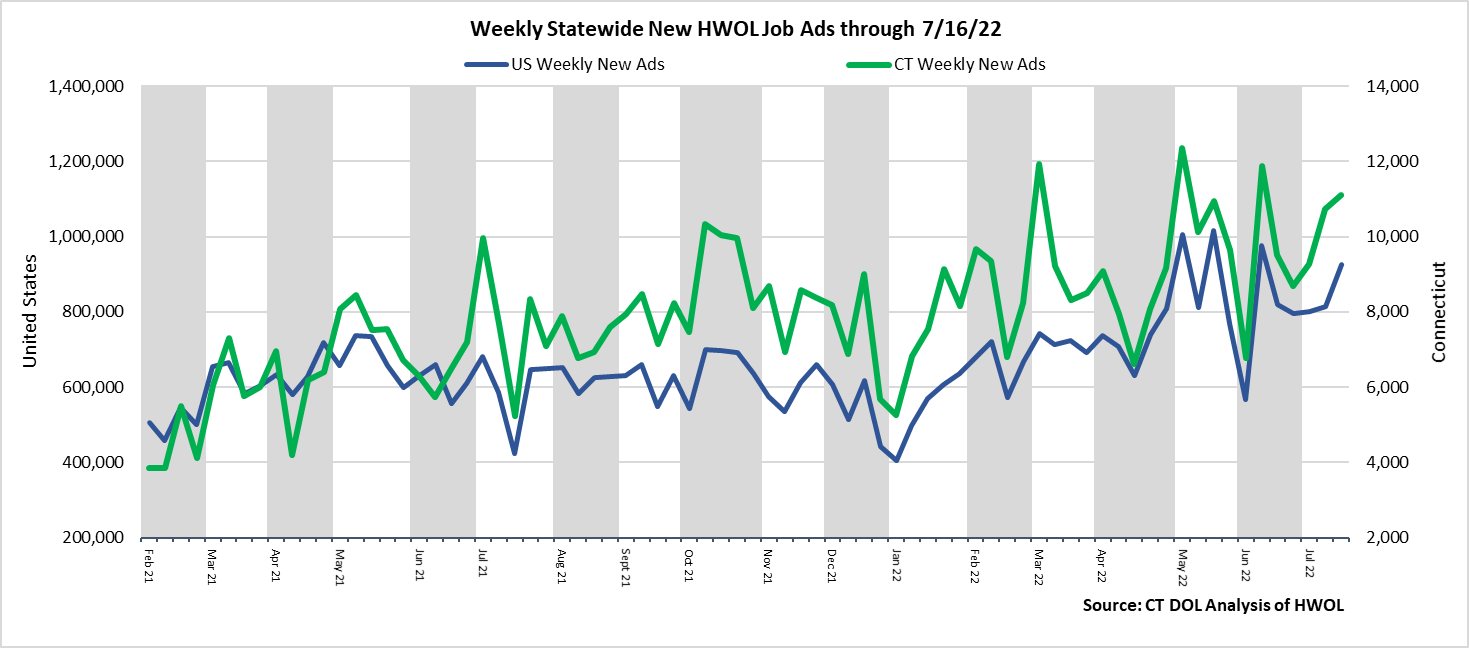 Weekly Statewide New HWOL Job Ads through 7/16/22
US Weekly New Ads
CT Weekly New Ads
1,400,000
1,200,000
1,000,000
800,000
600,000
400,000
200,000
United States
14,000
12,000
10,000
8,000
6,000
4,000
2,000
Connecticut
Feb 21
Mar 21
Apr 21
May 21
Jun 21
Jul 21
Aug 21
Sept 21
Oct 21
Nov 21
Dec 21
Jan 22
Feb 22
Mar 22
Apr 22
May 22
Jun 22
Jul 22
Source: CT DOL Analysis of HWOL